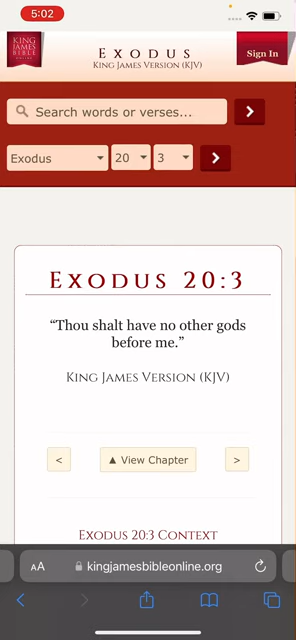 5:02
KING
JAMES
BIBLE
ONLINE
Exodus
King James Version (KJV)
Sign In
Search words or verses...
Exodus
20
3
Exodus 20:3
“Thou shalt have no other gods
before me.”
King James Version (KJV)
<
▲ View Chapter
>
Exodus 20:3 Context
AA
kingjamesbibleonline.org